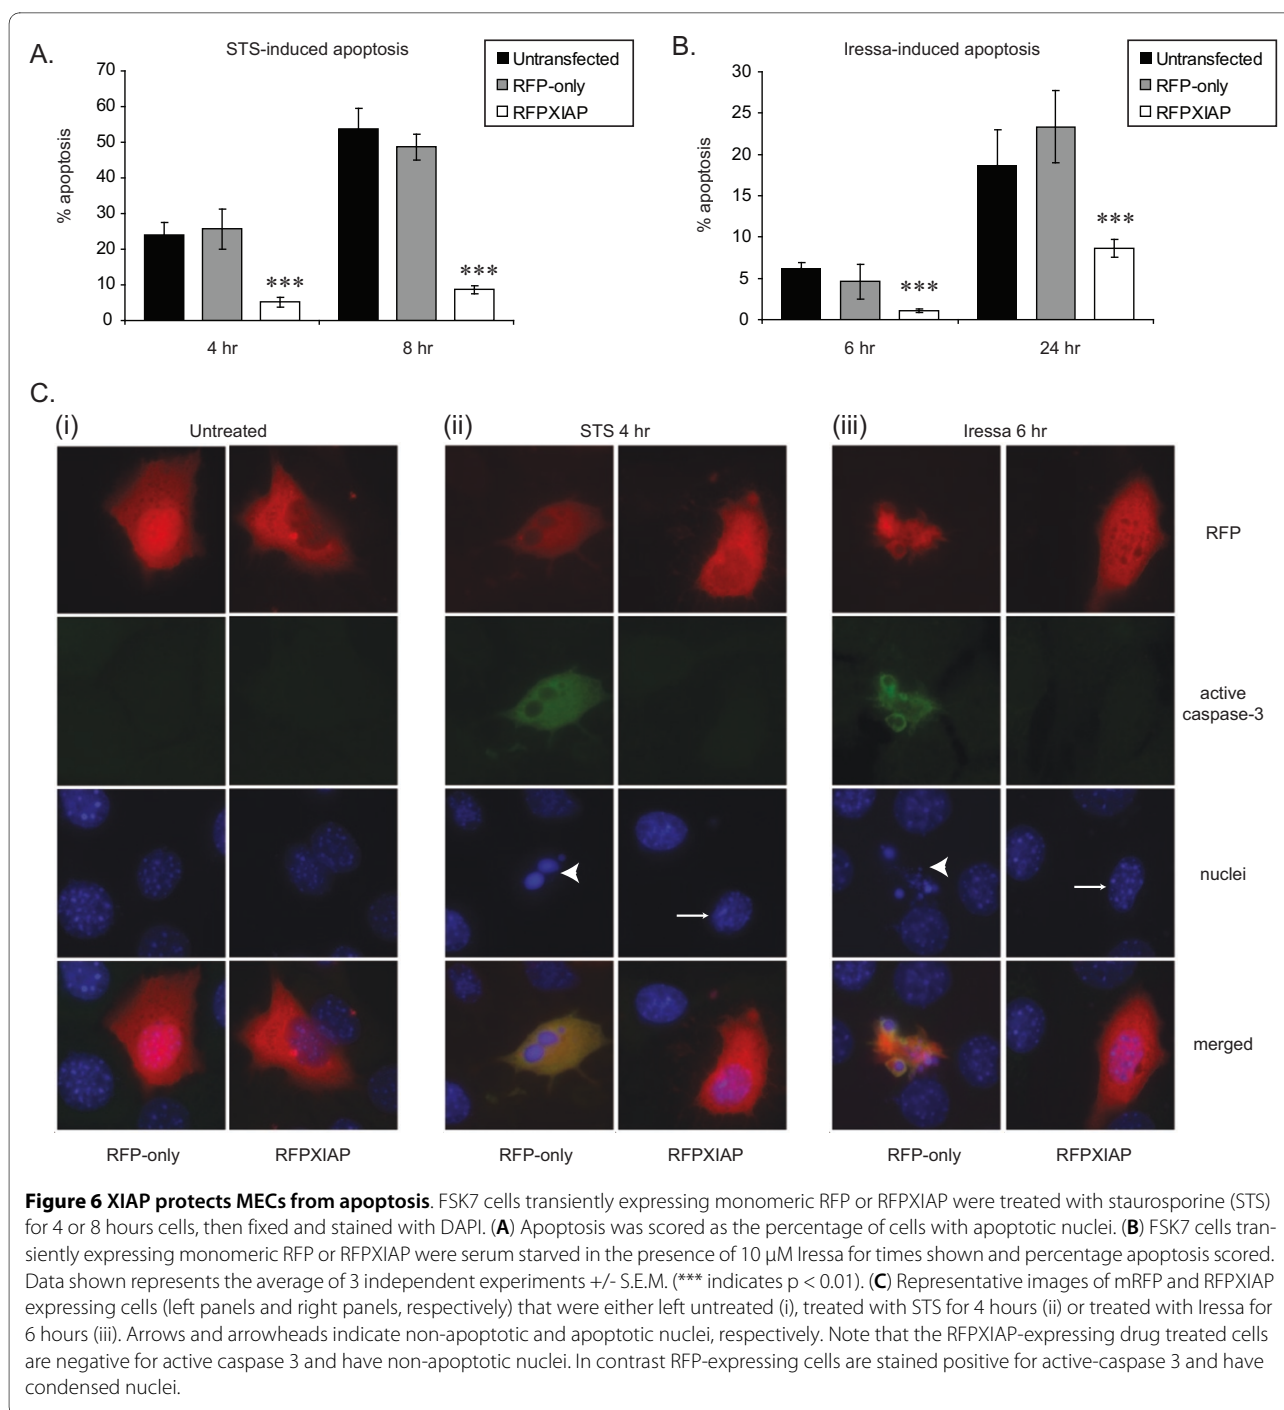 A.
STS-induced apoptosis
Untransfected
RFP-only
RFPXIAP
% apoptosis
70
60
50
40
30
20
10
0
***
***
4 hr
8 hr
B.
Iressa-induced apoptosis
Untransfected
RFP-only
RFPXIAP
% apoptosis
30
25
20
15
10
5
0
***
***
6 hr
24 hr
C.
(i)
Untreated
(ii)
STS 4 hr
(iii)
Iressa 6 hr
RFP
active
caspase-3
nuclei
merged
RFP-only
RFPXIAP
RFP-only
RFPXIAP
RFP-only
RFPXIAP
Figure 6 XIAP protects MECs from apoptosis. FSK7 cells transiently expressing monomeric RFP or RFPXIAP were treated with staurosporine (STS)
for 4 or 8 hours cells, then fixed and stained with DAPI. (A) Apoptosis was scored as the percentage of cells with apoptotic nuclei. (B) FSK7 cells tran-
siently expressing monomeric RFP or RFPXIAP were serum starved in the presence of 10 μM Iressa for times shown and percentage apoptosis scored.
Data shown represents the average of 3 independent experiments +/- S.E.M. (*** indicates p < 0.01). (C) Representative images of mRFP and RFPXIAP
expressing cells (left panels and right panels, respectively) that were either left untreated (i), treated with STS for 4 hours (ii) or treated with Iressa for
6 hours (iii). Arrows and arrowheads indicate non-apoptotic and apoptotic nuclei, respectively. Note that the RFPXIAP-expressing drug treated cells
are negative for active caspase 3 and have non-apoptotic nuclei. In contrast RFP-expressing cells are stained positive for active-caspase 3 and have
condensed nuclei.